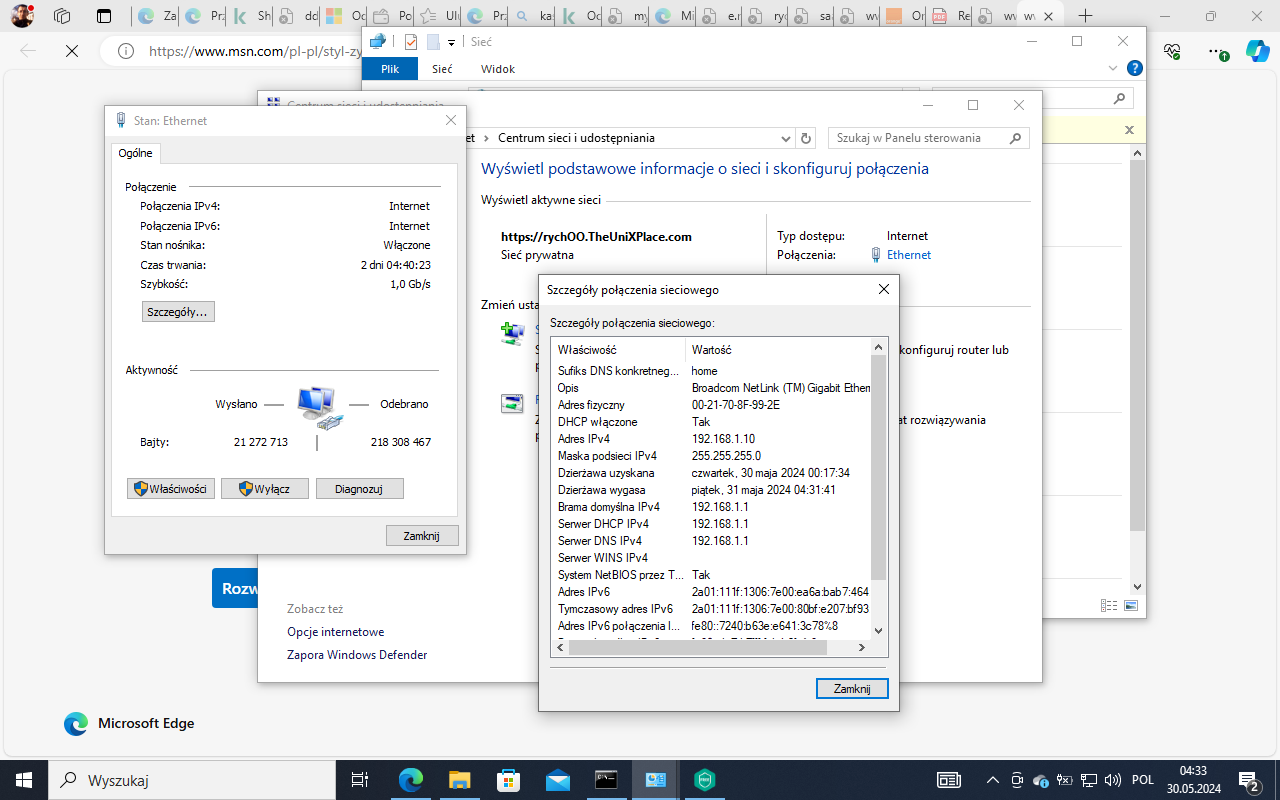 Za
Prz
Sh
dd
Oc
Po
Ulu
Prz
ka
Oc
my
Mi
e.r
ryc
sa
wv
On
Re
wv
wv
https://www.msn.com/pl-pl/styl-zy
Sieć
Plik
Sieć
Widok
Centrum sieci i udostępniania
et > Centrum sieci i udostępniania
Szukaj w Panelu sterowania
Wyświetl podstawowe informacje o sieci i skonfiguruj połączenia
Wyświetl aktywne sieci
https://rychOO.TheUniXPlace.com
Sieć prywatna
Typ dostępu: Internet
Połączenia: Ethernet
Zmień usta
konfiguruj router lub
at rozwiązywania
Zobacz też
Opcje internetowe
Zapora Windows Defender
Stan: Ethernet
Ogólne
Połączenie
Połączenia IPv4: Internet
Połączenia IPv6: Internet
Stan nośnika: Włączone
Czas trwania: 2 dni 04:40:23
Szybkość: 1,0 Gb/s
Szczegóły...
Aktywność
Wysłano — — Odebrano
Bajty: 21 272 713 | 218 308 467
Właściwości
Wyłącz
Diagnozuj
Zamknij
Szczegóły połączenia sieciowego
Szczegóły połączenia sieciowego:
Właściwość Wartość
Sufiks DNS konkretneg... home
Opis Broadcom NetLink (TM) Gigabit Ethern
Adres fizyczny 00-21-70-8F-99-2E
DHCP włączone Tak
Adres IPv4 192.168.1.10
Maska podsieci IPv4 255.255.255.0
Dzierżawa uzyskana czwartek, 30 maja 2024 00:17:34
Dzierżawa wygasa piątek, 31 maja 2024 04:31:41
Brama domyślna IPv4 192.168.1.1
Serwer DHCP IPv4 192.168.1.1
Serwer DNS IPv4 192.168.1.1
Serwer WINS IPv4
System NetBIOS przez T... Tak
Adres IPv6 2a01:111f:1306:7e00:ea6a:bab7:464
Tymczasowy adres IPv6 2a01:111f:1306:7e00:80bf:e207:bf93
Adres IPv6 połączenia l... fe80::7240:b63e:e641:3c78%8
Zamknij
Rozw
Microsoft Edge
Wyszukaj
POL
04:33
30.05.2024
2